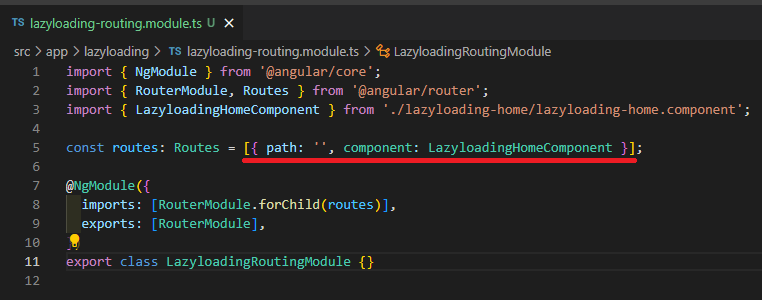 TS lazyloading-routing.module.ts U ×
src > app > lazyloading > TS lazyloading-routing.module.ts > LazyloadingRoutingModule
1 import { NgModule } from '@angular/core';
2 import { RouterModule, Routes } from '@angular/router';
3 import { LazyloadingHomeComponent } from './lazyloading-home/lazyloading-home.component';
4
5 const routes: Routes = [{ path: '', component: LazyloadingHomeComponent }];
6
7 @NgModule({
8 imports: [RouterModule.forChild(routes)],
9 exports: [RouterModule],
10
11 export class LazyloadingRoutingModule {}
12